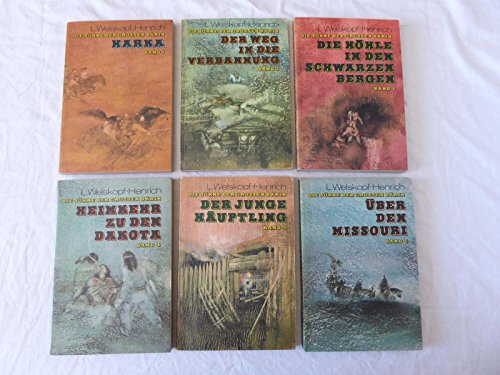 L. Welskopf-Henrich
DIE SÖHNE DER GROSSEN BÄRIN
HARKA
BAND 1
L. Welskopf-Henrich
DIE SÖHNE DER GROSSEN BÄRIN
DER WEG
IN DIE
VERBANNUNG
BAND 2
L. Welskopf-Henrich
DIE SÖHNE DER GROSSEN BÄRIN
DIE HÖHLE
IN DEN
SCHWARZEN
BERGEN
BAND 3
L. Welskopf-Henrich
DIE SÖHNE DER GROSSEN BÄRIN
HEIMKEHR
ZU DEN
DAKOTA
BAND 4
L. Welskopf-Henrich
DIE SÖHNE DER GROSSEN BÄRIN
DER JUNGE
HÄUPTLING
BAND 5
L. Welskopf-Henrich
DIE SÖHNE DER GROSSEN BÄRIN
ÜBER
DEN
MISSOURI
BAND 6